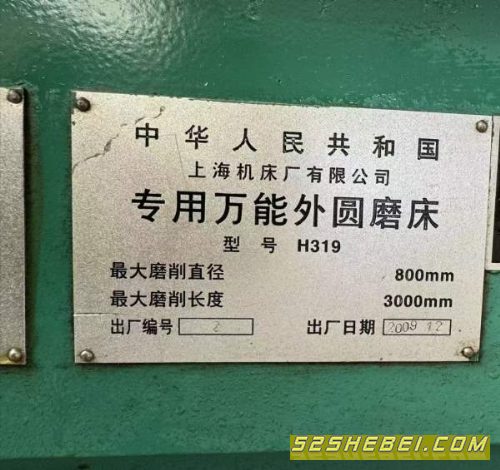 中华人民共和国
上海机床厂有限公司
专用万能外圆磨床
型号 H319
最大磨削直径 800mm
最大磨削长度 3000mm
出厂编号 2 出厂日期 2009 12
52SHEBEI.COM